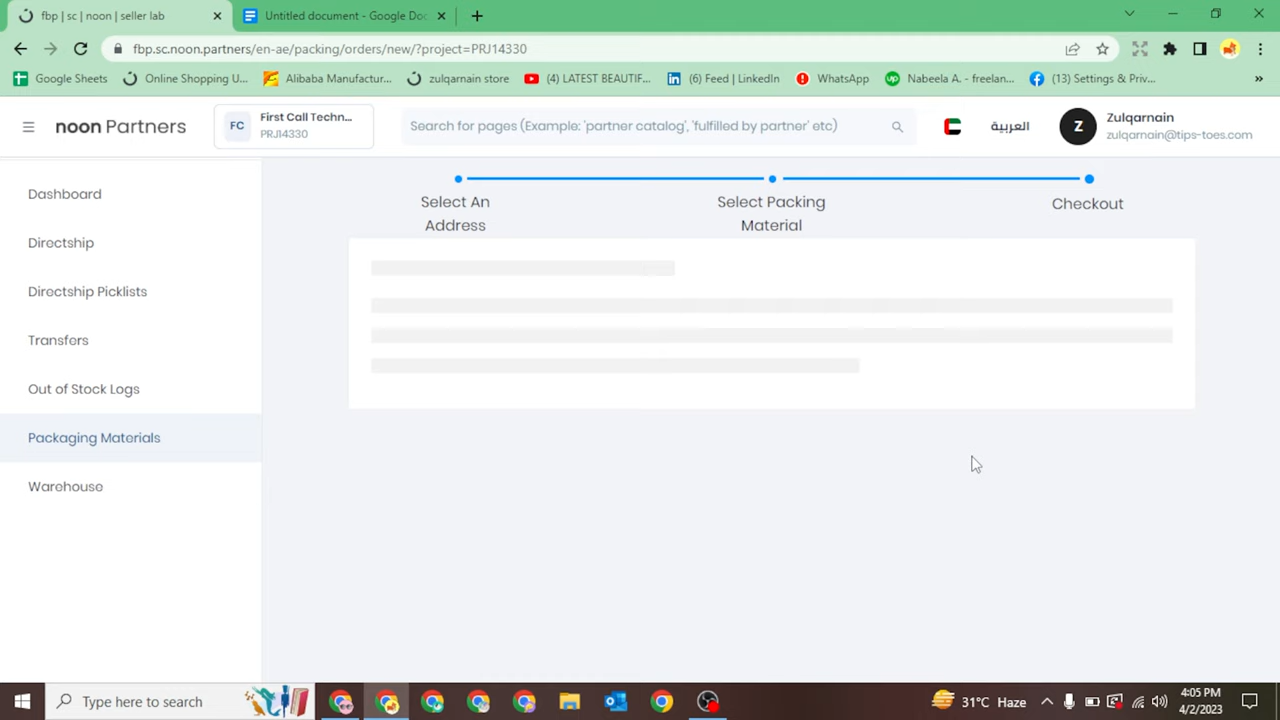 fbp | sc | noon | seller lab
Untitled document - Google Doc
fbp.sc.noon.partners/en-ae/packing/orders/new/?project=PRJ14330
Google Sheets
Online Shopping U...
Alibaba Manufactur...
zulqarnain store
(4) LATEST BEAUTIF...
(6) Feed | LinkedIn
WhatsApp
Nabeela A. - freelan...
(13) Settings & Priv...
»
noon Partners
FC
First Call Techn...
PRJ14330
Search for pages (Example: 'partner catalog', 'fulfilled by partner' etc)
العربية
Z
Zulqarnain
zulqarnain@tips-toes.com
Dashboard
Directship
Directship Picklists
Transfers
Out of Stock Logs
Packaging Materials
Warehouse
Select An
Address
Select Packing
Material
Checkout
Type here to search
31°C Haze
4:05 PM
4/2/2023